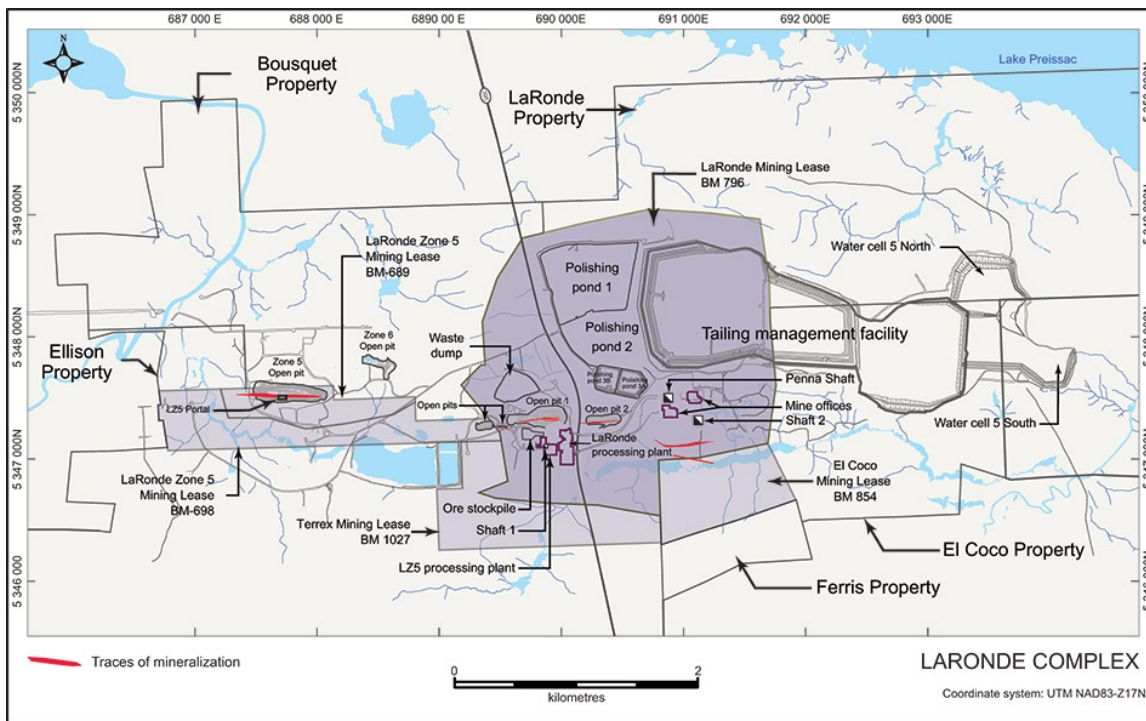 687 000 E
688 000 E
6889 000 E
690 000E
691 000E
692 000 E
693 000E
N
Bousquet
Property
LaRonde
Property
Lake Preissac
5 350 000N
5 349 000N
5 348 000N
5 347 000N
5 346 000N
LaRonde Mining Lease
BM 796
LaRonde Zone 5
Mining Lease
BM-689
Water cell 5 North
Polishing
pond 1
Polishing
pond 2
Tailing management facility
Zone 6
Open pit
Waste
dump
Ellison
Property
Zone 5
Open pit
Polishing
pond 3B
Polishing
Penna Shaft
LZ5 Portal
Open pits
Open pit 1
Open pit 2
Mine offices
Shaft 2
Water cell 5 South
LaRonde
processing plant
LaRonde Zone 5
Mining Lease
BM-698
El Coco
Mining Lease
BM 854
Ore stockpile
Terrex Mining Lease
BM 1027
Shaft 1
El Coco Property
LZ5 processing plant
Ferris Property
Traces of mineralization
0
2
kilometres
LARONDE COMPLEX
Coordinate system: UTM NAD83-Z17N